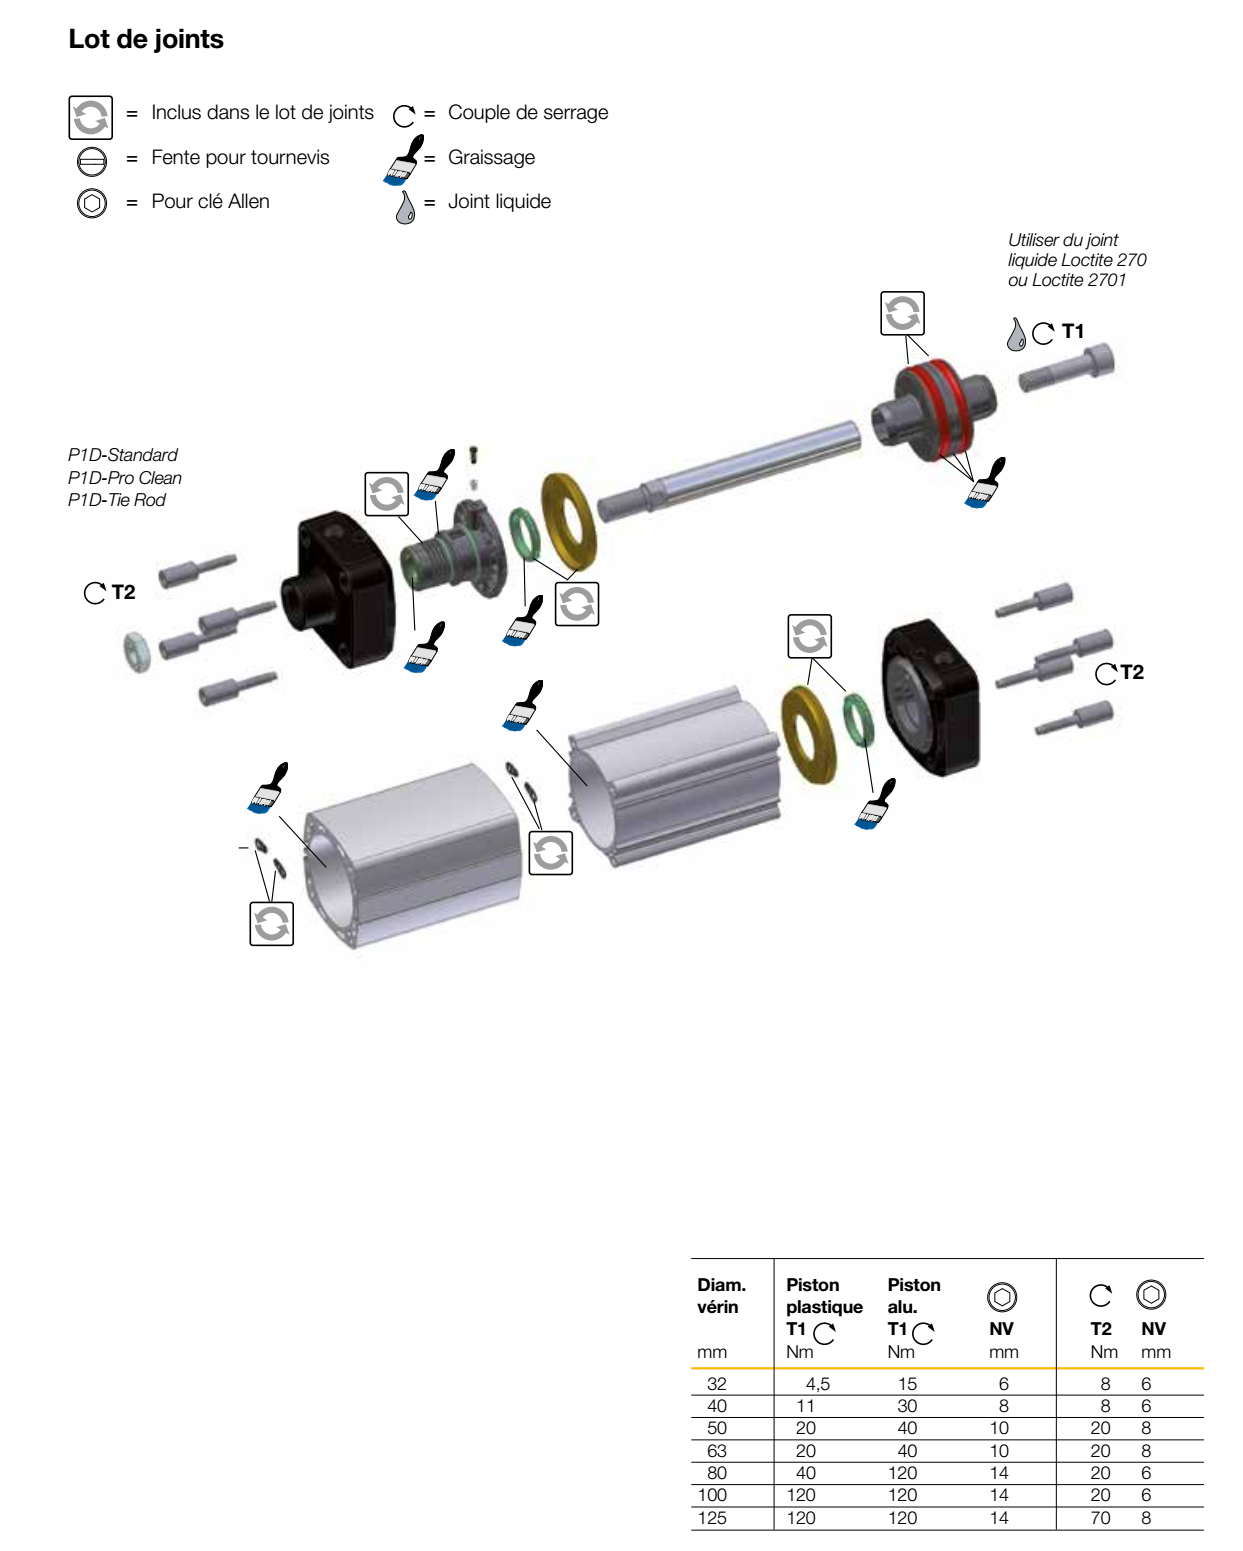 Lot de joints
= Inclus dans le lot de joints = Couple de serrage
= Fente pour tournevis = Graissage
= Pour clé Allen = Joint liquide
Utiliser du joint
liquide Loctite 270
ou Loctite 2701
T1
P1D-Standard
P1D-Pro Clean
P1D-Tie Rod
T2
T2
Diam. Piston Piston
vérin plastique alu.
T1 T1 NV T2 NV
mm Nm Nm mm Nm mm
32 4,5 15 6 8 6
40 11 30 8 8 6
50 20 40 10 20 8
63 20 40 10 20 8
80 40 120 14 20 6
100 120 120 14 20 6
125 120 120 14 70 8